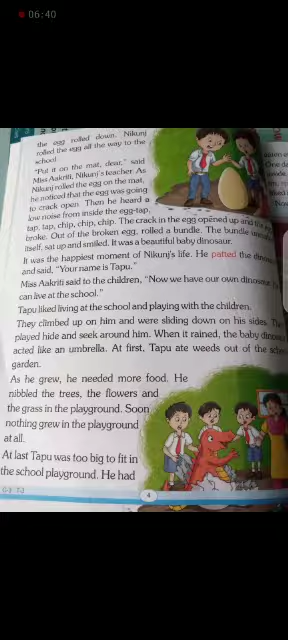 06:40
the egg rolled down. Nikunj
rolled the egg all the way to the
school.
"Put it on the mat, dear," said
Miss Aakriti, Nikunj's teacher. As
Nikunj rolled the egg on the mat,
he noticed that the egg was going
to crack open. Then he heard a
low noise from inside the egg-tap,
tap, tap, chip, chip, chip. The crack in the egg opened up and the egg
broke. Out of the broken egg, rolled a bundle. The bundle
itself, sat up and smiled. It was a beautiful baby dinosaur.
It was the happiest moment of Nikunj's life. He patted the
and said, "Your name is Tapu."
Miss Aakriti said to the children, "Now we have our own dinosaur.
can live at the school."
Tapu liked living at the school and playing with the children.
They climbed up on him and were sliding down on his sides.
played hide and seek around him. When it rained, the baby
acted like an umbrella. At first, Tapu ate weeds out of the
garden.
As he grew, he needed more food. He
nibbled the trees, the flowers and
the grass in the playground. Soon
nothing grew in the playground
at all.
At last Tapu was too big to fit in
the school playground. He had
4